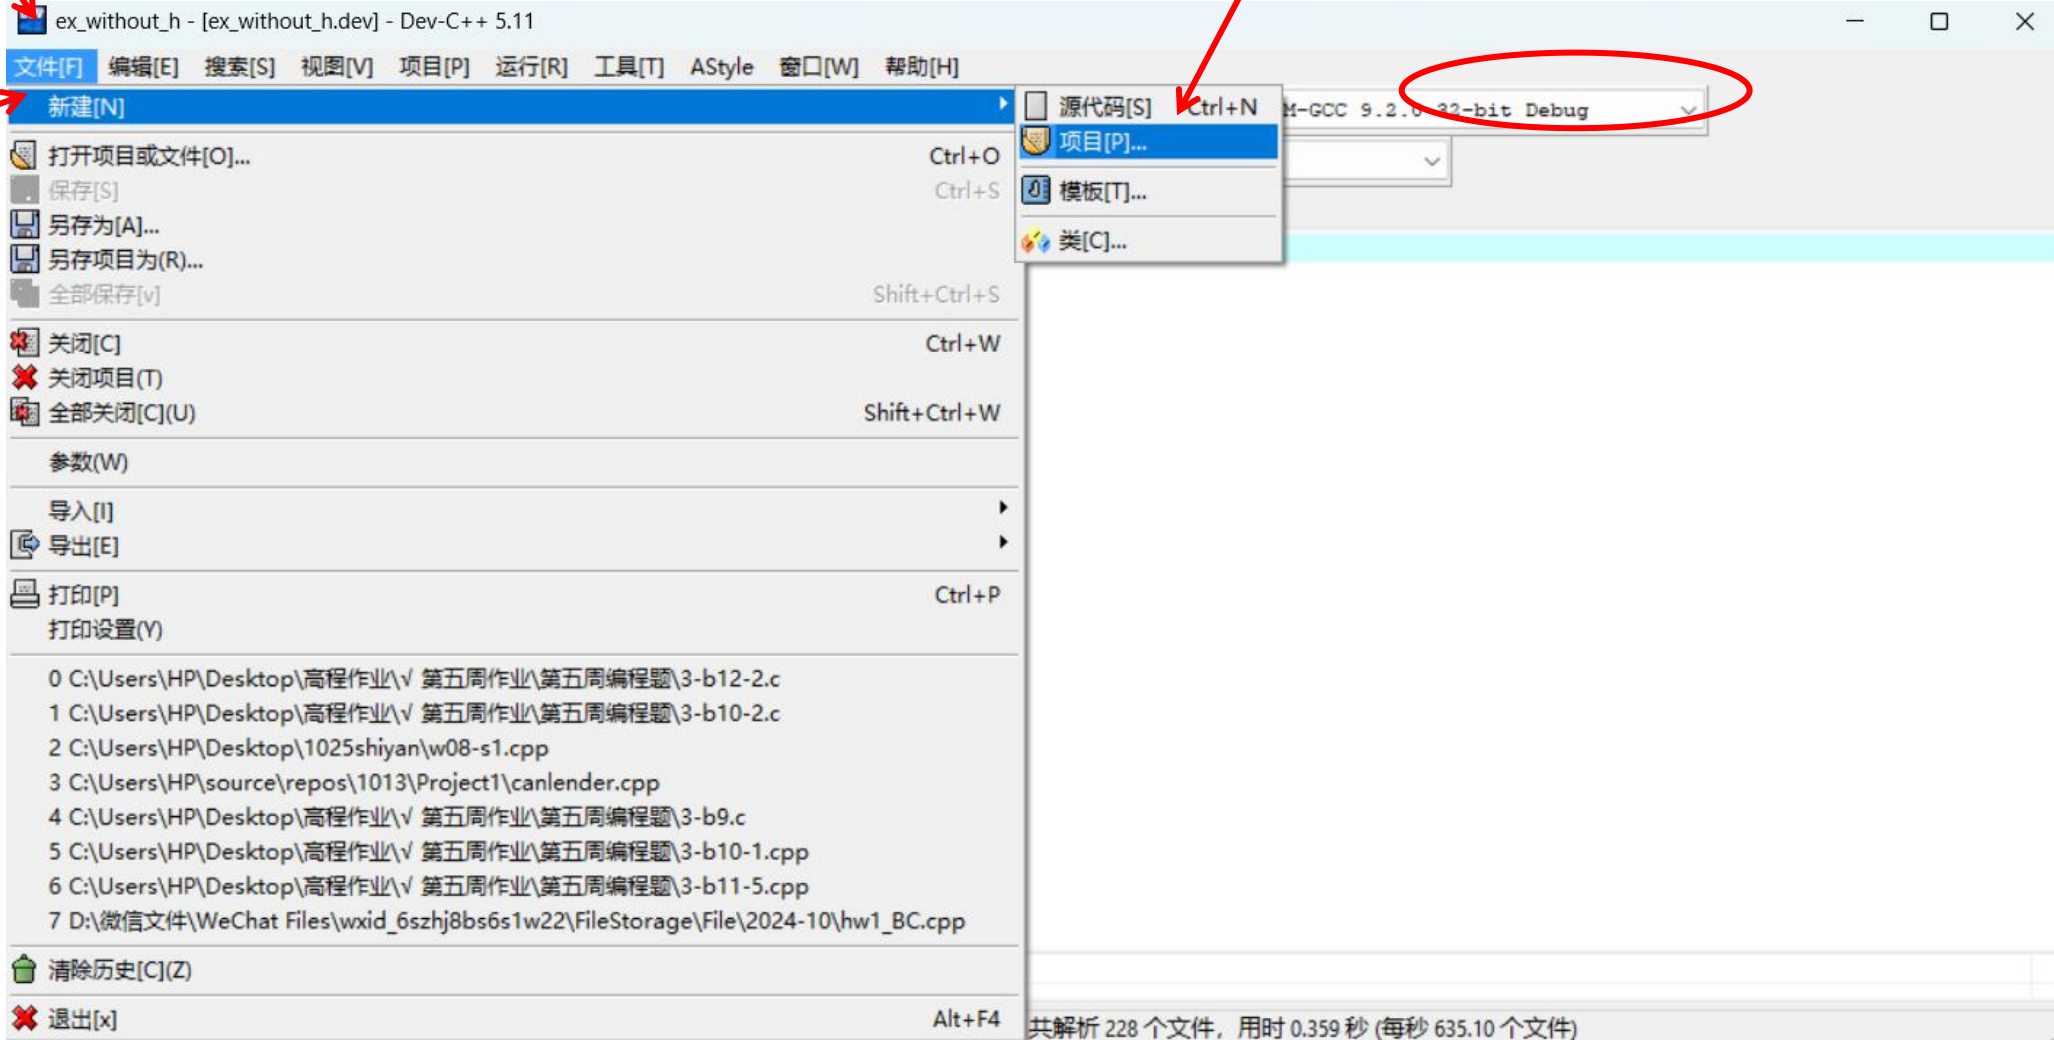 ex_without_h - [ex_without_h.dev] - Dev-C++ 5.11
文件[F] 编辑[E] 搜索[S] 视图[V] 项目[P] 运行[R] 工具[T] AStyle 窗口[W] 帮助[H]
新建[N]
源代码[S] Ctrl+N
M-GCC 9.2.0 32-bit Debug
项目[P]...
模板[T]...
类[C]...
打开项目或文件[O]... Ctrl+O
保存[S] Ctrl+S
另存为[A]...
另存项目为(R)...
全部保存[v] Shift+Ctrl+S
关闭[C] Ctrl+W
关闭项目(T)
全部关闭[C](U) Shift+Ctrl+W
参数(W)
导入[I]
导出[E]
打印[P] Ctrl+P
打印设置(Y)
0 C:\Users\HP\Desktop\高程作业\√ 第五周作业\第五周编程题\3-b12-2.c
1 C:\Users\HP\Desktop\高程作业\√ 第五周作业\第五周编程题\3-b10-2.c
2 C:\Users\HP\Desktop\1025shiyan\w08-s1.cpp
3 C:\Users\HP\source\repos\1013\Project1\canlender.cpp
4 C:\Users\HP\Desktop\高程作业\√ 第五周作业\第五周编程题\3-b9.c
5 C:\Users\HP\Desktop\高程作业\√ 第五周作业\第五周编程题\3-b10-1.cpp
6 C:\Users\HP\Desktop\高程作业\√ 第五周作业\第五周编程题\3-b11-5.cpp
7 D:\微信文件\WeChat Files\wxid_6szhj8bs6s1w22\FileStorage\File\2024-10\hw1_BC.cpp
清除历史[C](Z)
退出[x] Alt+F4
共解析 228 个文件, 用时 0.359 秒 (每秒 635.10 个文件)